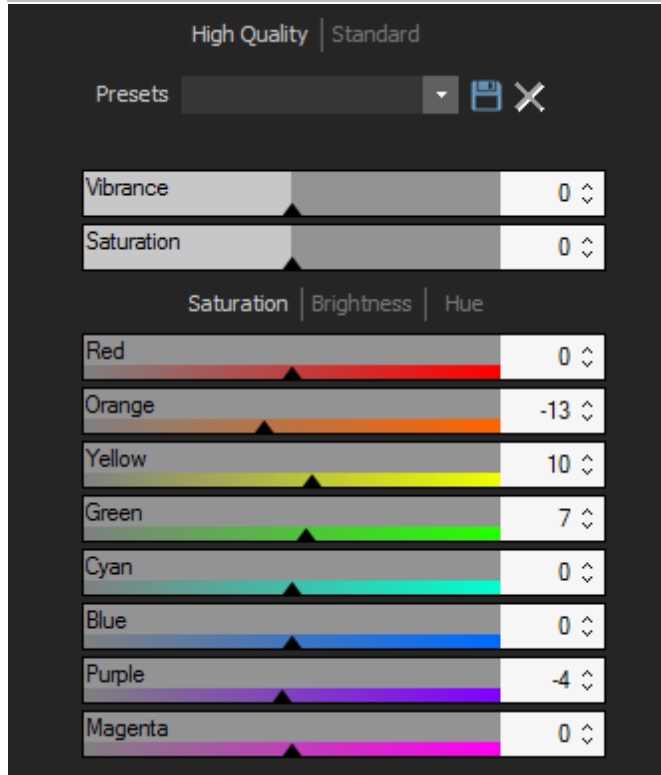 High Quality | Standard
Presets
Vibrance 0
Saturation 0
Saturation | Brightness | Hue
Red 0
Orange -13
Yellow 10
Green 7
Cyan 0
Blue 0
Purple -4
Magenta 0